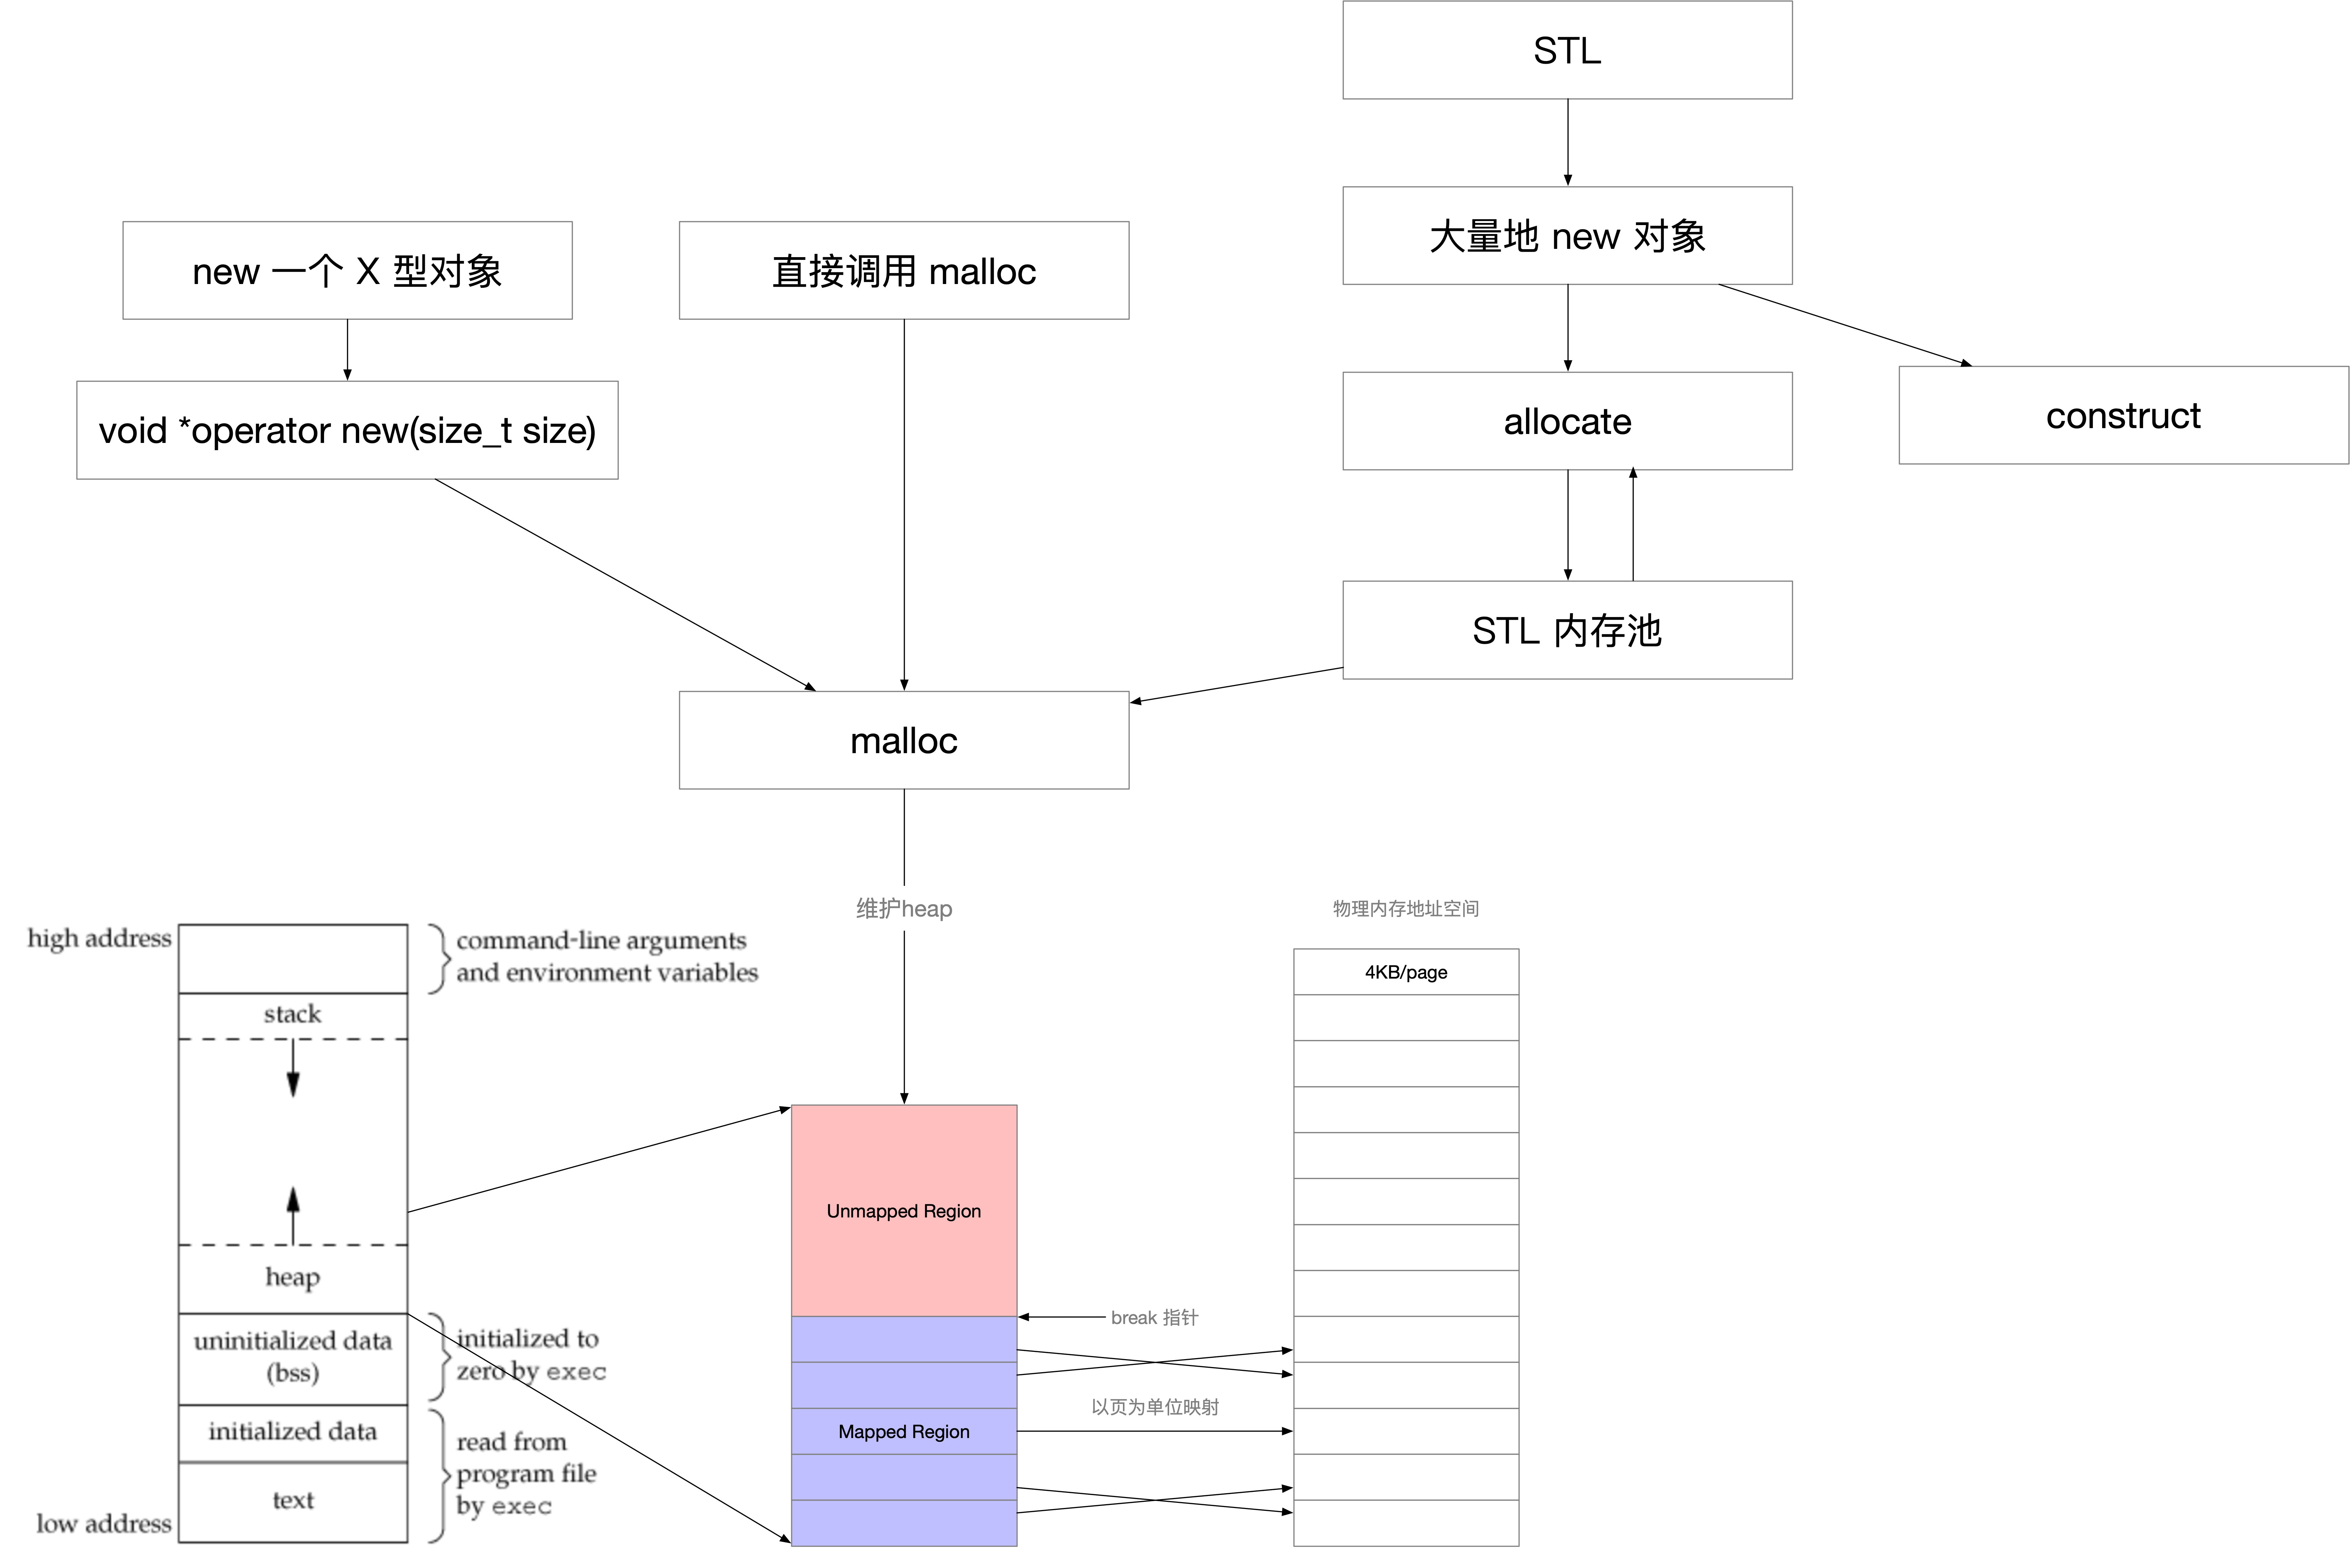 STL
大量地 new 对象
new 一个 X 型对象
直接调用 malloc
void *operator new(size_t size)
allocate
construct
STL 内存池
malloc
维护heap
物理内存地址空间
high address
command-line arguments
and environment variables
4KB/page
stack
Unmapped Region
heap
break 指针
uninitialized data
(bss)
initialized to
zero by exec
以页为单位映射
initialized data
Mapped Region
read from
program file
by exec
text
low address